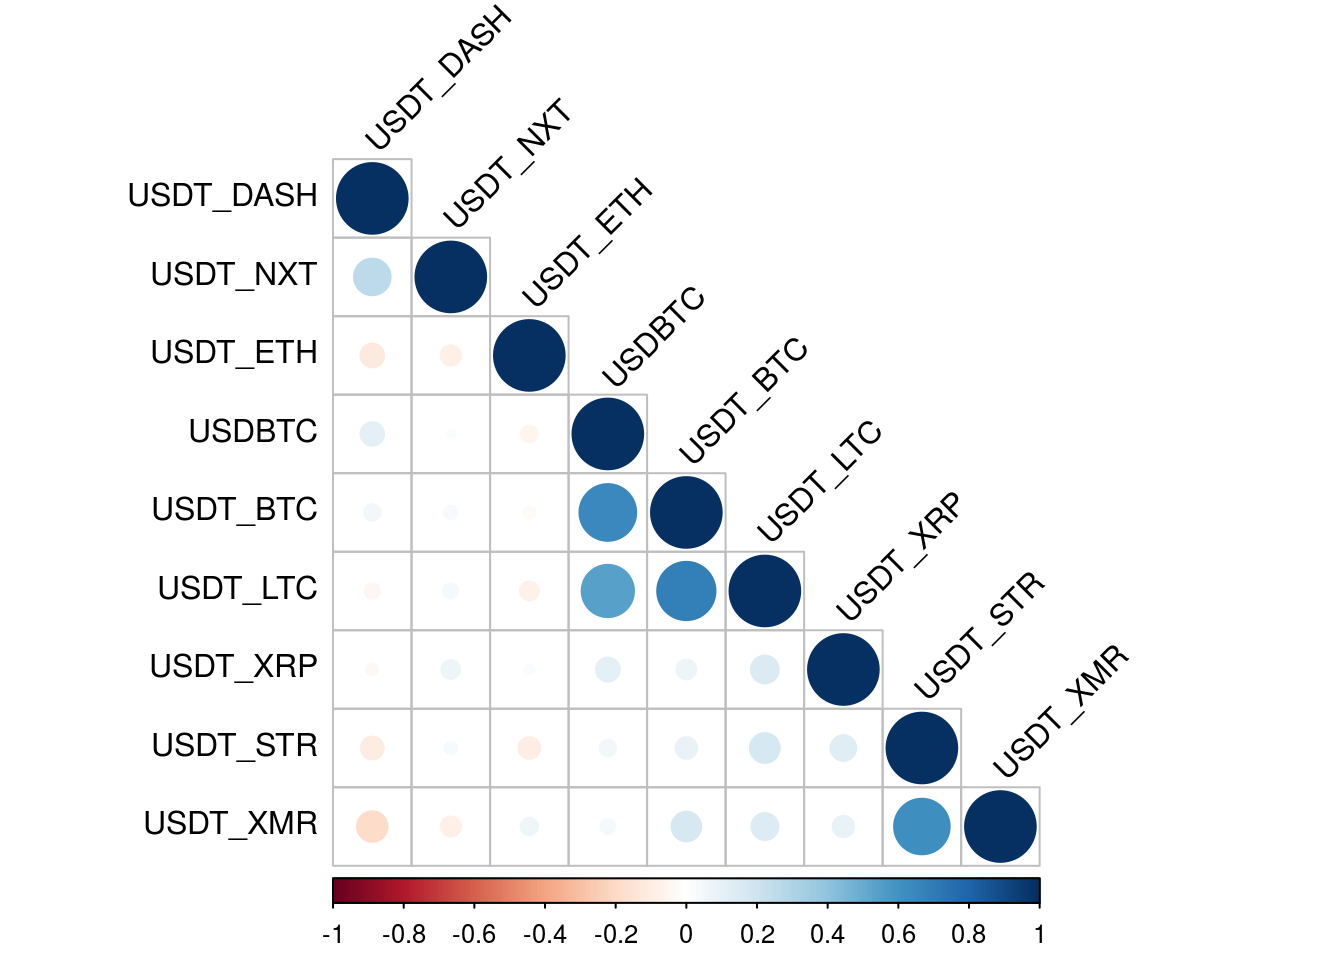 USDT_DASH
USDT_NXT
USDT_ETH
USDBTC
USDT_BTC
USDT_LTC
USDT_XRP
USDT_STR
USDT_XMR
USDT_DASH
USDT_NXT
USDT_ETH
USDBTC
USDT_BTC
USDT_LTC
USDT_XRP
USDT_STR
USDT_XMR
-1 -0.8 -0.6 -0.4 -0.2 0 0.2 0.4 0.6 0.8 1